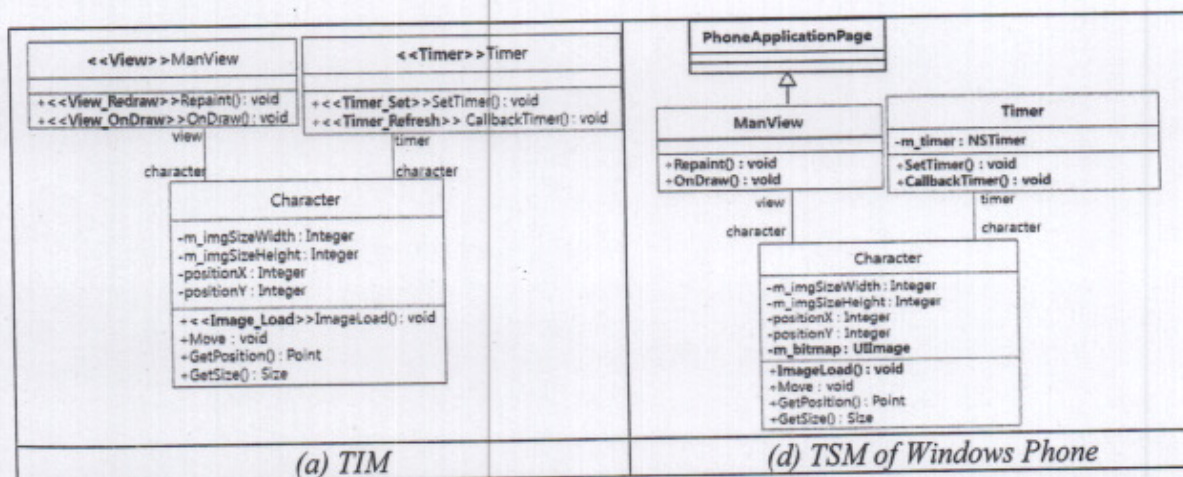 <<View>>ManView
+<<View_Redraw>>Repaint() : void
+<<View_OnDraw>>OnDraw() : void
<<Timer>>Timer
+<<Timer_Set>>SetTimer() : void
+<<Timer_Refresh>> CallbackTimer() : void
view
timer
character
character
Character
-m_imgSizeWidth : Integer
-m_imgSizeHeight : Integer
-positionX : Integer
-positionY : Integer
+<<Image_Load>>ImageLoad() : void
+Move : void
+GetPosition() : Point
+GetSize() : Size
(a) TIM
PhoneApplicationPage
ManView
+Repaint() : void
+OnDraw() : void
Timer
-m_timer : NSTimer
+SetTimer() : void
+CallbackTimer() : void
view
timer
character
character
Character
-m_imgSizeWidth : Integer
-m_imgSizeHeight : Integer
-positionX : Integer
-positionY : Integer
-m_bitmap : UIImage
+ImageLoad() : void
+Move : void
+GetPosition() : Point
+GetSize() : Size
(d) TSM of Windows Phone